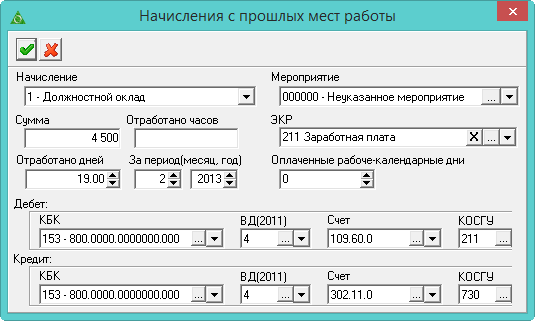 Начисления с прошлых мест работы
Начисление Мероприятие
1 - Должностной оклад 000000 - Неуказанное мероприятие ...
Сумма Отработано часов ЭКР
4 500 211 Заработная плата X ...
Отработано дней За период(месяц, год) Оплаченные рабоче-календарные дни
19.00 2 2013 0
Дебет:
КБК ВД(2011) Счет КОСГУ
153 - 800.0000.0000000.000 ... 4 109.60.0 ... 211 ...
Кредит:
КБК ВД(2011) Счет КОСГУ
153 - 800.0000.0000000.000 ... 4 302.11.0 ... 730 ...